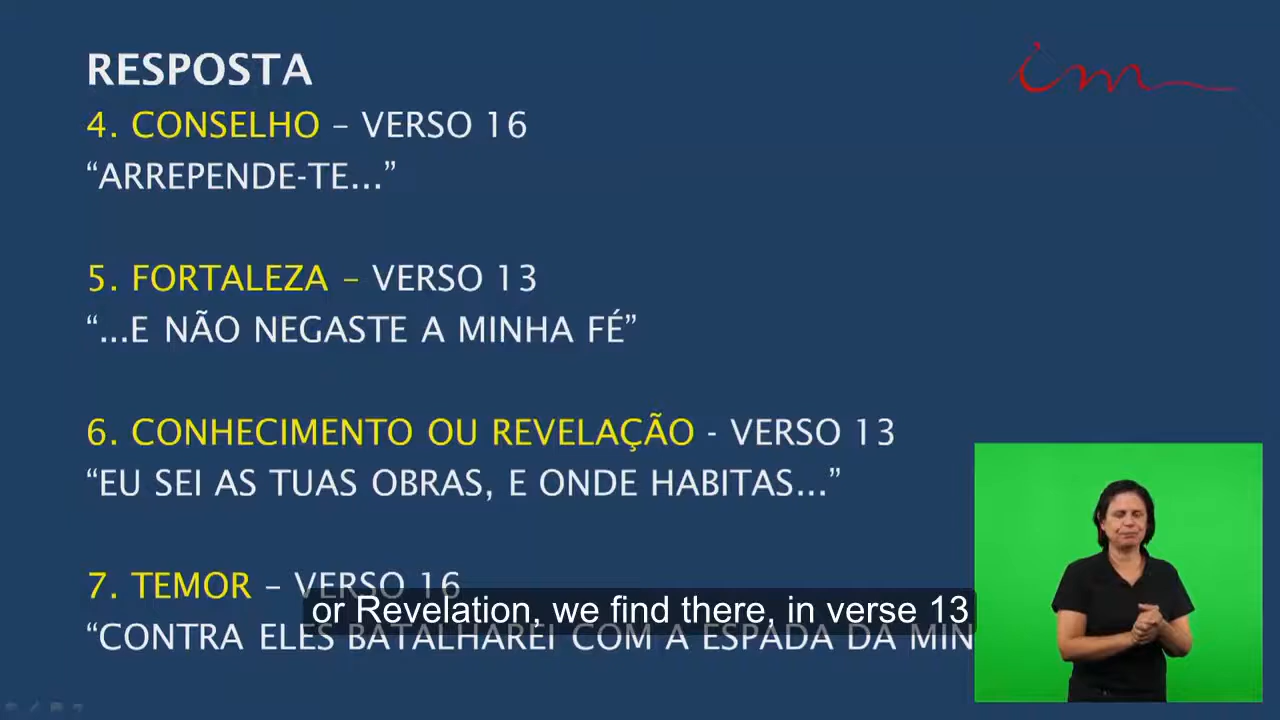 RESPOSTA
im
4. CONSELHO – VERSO 16
“ARREPENDE-TE...”
5. FORTALEZA – VERSO 13
“...E NÃO NEGASTE A MINHA FÉ”
6. CONHECIMENTO OU REVELAÇÃO - VERSO 13
“EU SEI AS TUAS OBRAS, E ONDE HABITAS...”
7. TEMOR – VERSO 16
or Revelation, we find there, in verse 13
“CONTRA ELES BATALHAREI COM A ESPADA DA MIN